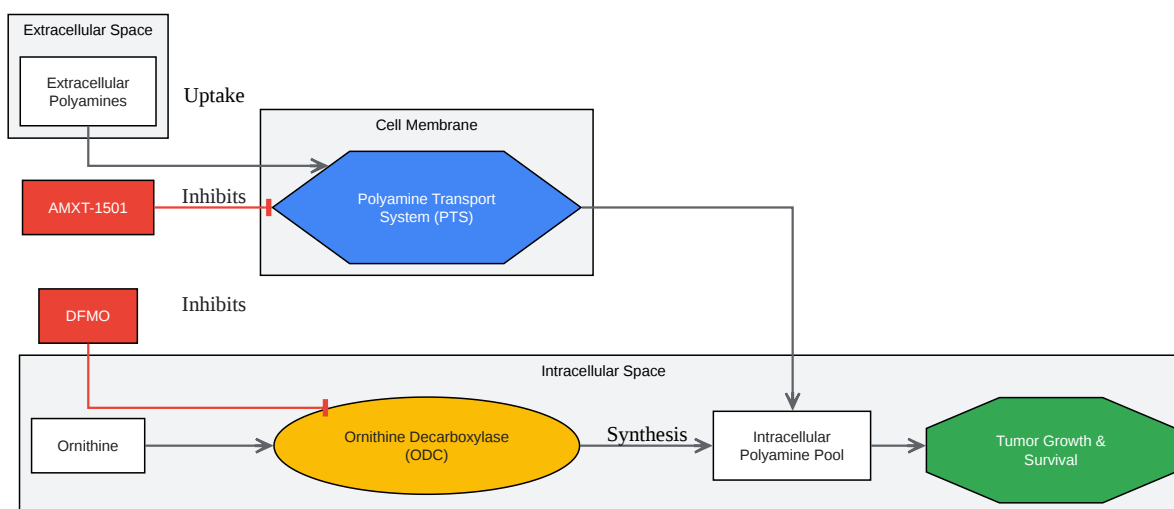 Extracellular Space
Extracellular
Polyamines
Uptake
Cell Membrane
Polyamine Transport
System (PTS)
AMXT-1501
Inhibits
DFMO
Inhibits
Intracellular Space
Ornithine
Ornithine Decarboxylase
(ODC)
Synthesis
Intracellular
Polyamine Pool
Tumor Growth &
Survival